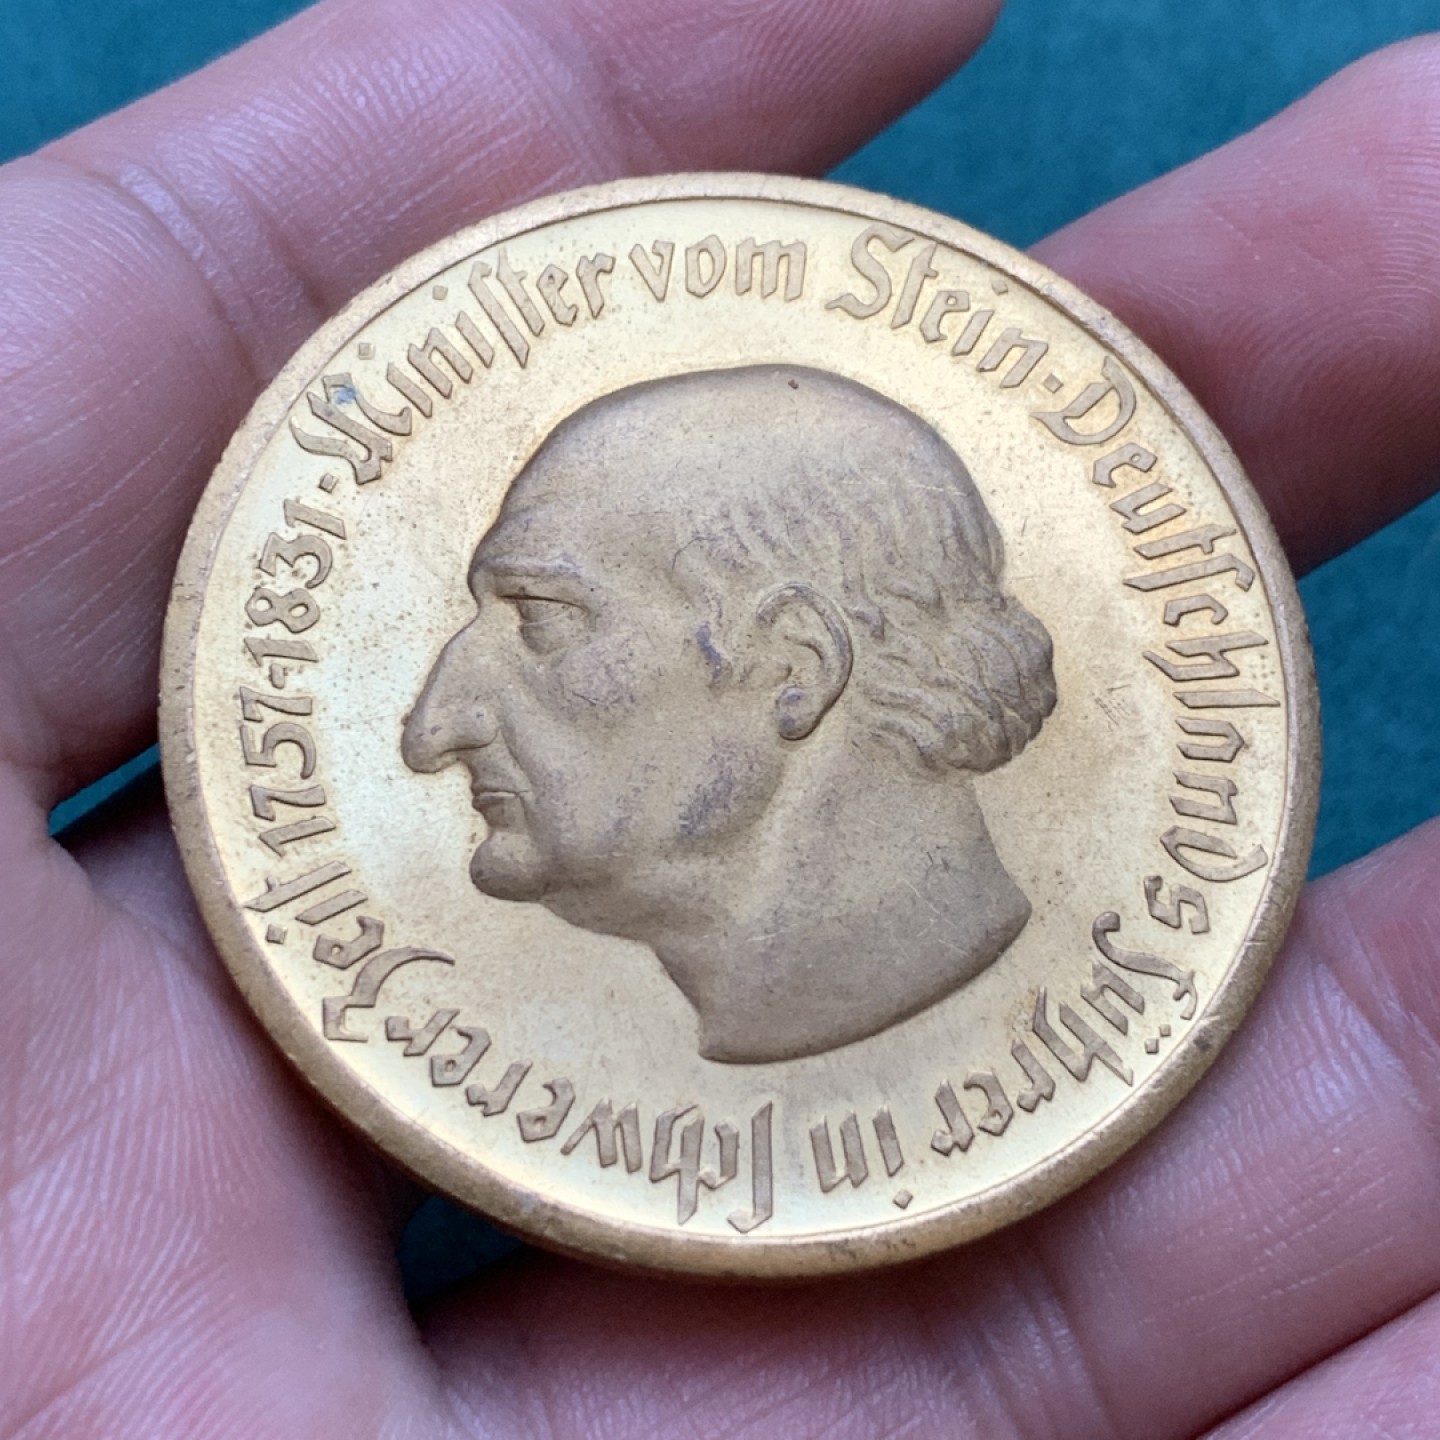 Minister vom Stein·Deutschlands Führer in schwerer Zeit 1757-1831·